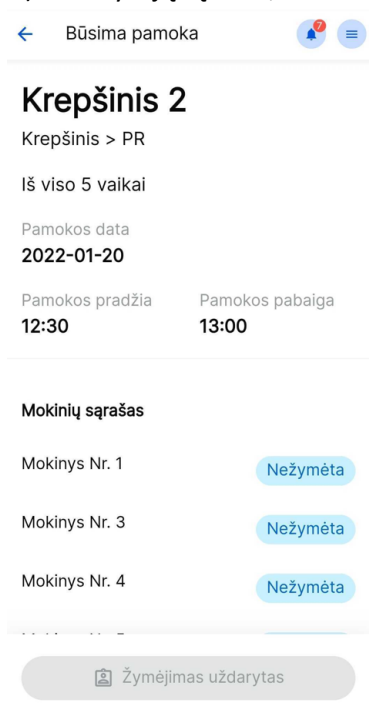 Būsima pamoka
7
Krepšinis 2
Krepšinis > PR
Iš viso 5 vaikai
Pamokos data
2022-01-20
Pamokos pradžia Pamokos pabaiga
12:30 13:00
Mokinių sąrašas
Mokinys Nr. 1 Nežymėta
Mokinys Nr. 3 Nežymėta
Mokinys Nr. 4 Nežymėta
Žymėjimas uždarytas